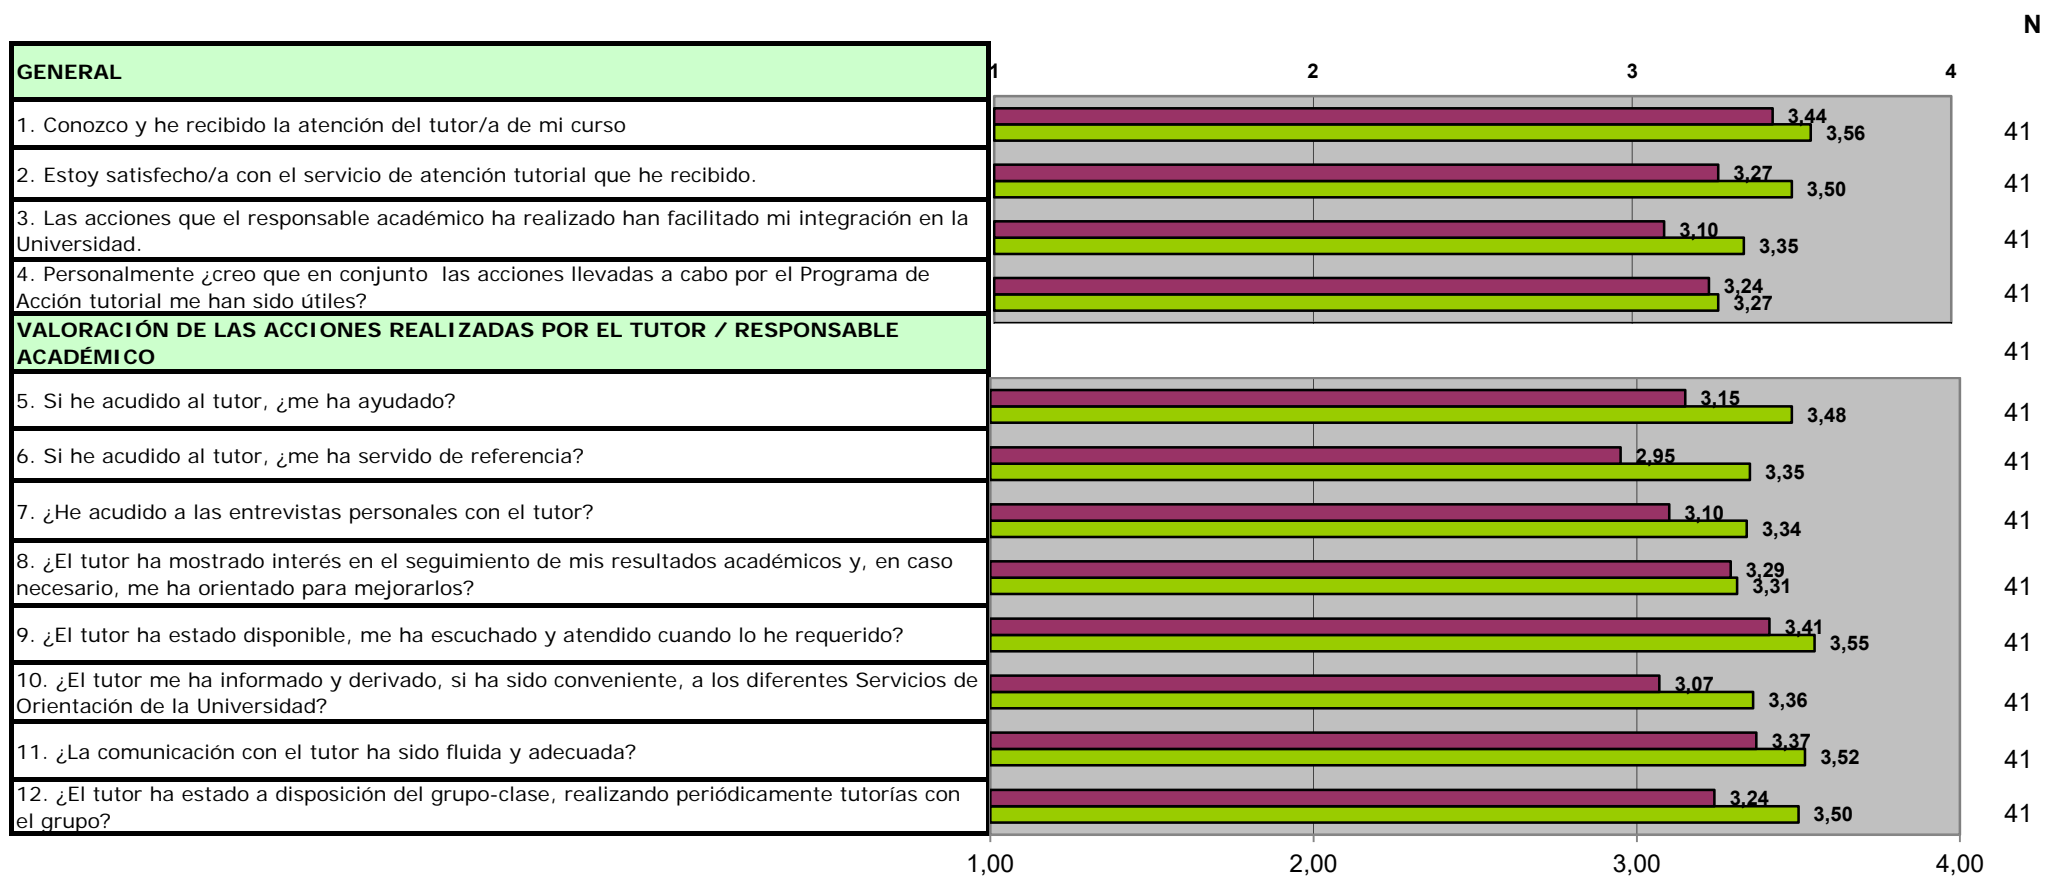 N
GENERAL
1 2 3 4
1. Conozco y he recibido la atención del tutor/a de mi curso
3,44
3,56
41
2. Estoy satisfecho/a con el servicio de atención tutorial que he recibido.
3,27
3,50
41
3. Las acciones que el responsable académico ha realizado han facilitado mi integración en la
Universidad.
3,10
3,35
41
4. Personalmente ¿creo que en conjunto  las acciones llevadas a cabo por el Programa de
Acción tutorial me han sido útiles?
3,24
3,27
41
VALORACIÓN DE LAS ACCIONES REALIZADAS POR EL TUTOR / RESPONSABLE
ACADÉMICO
41
5. Si he acudido al tutor, ¿me ha ayudado?
3,15
3,48
41
6. Si he acudido al tutor, ¿me ha servido de referencia?
2,95
3,35
41
7. ¿He acudido a las entrevistas personales con el tutor?
3,10
3,34
41
8. ¿El tutor ha mostrado interés en el seguimiento de mis resultados académicos y, en caso
necesario, me ha orientado para mejorarlos?
3,29
3,31
41
9. ¿El tutor ha estado disponible, me ha escuchado y atendido cuando lo he requerido?
3,41
3,55
41
10. ¿El tutor me ha informado y derivado, si ha sido conveniente, a los diferentes Servicios de
Orientación de la Universidad?
3,07
3,36
41
11. ¿La comunicación con el tutor ha sido fluida y adecuada?
3,37
3,52
41
12. ¿El tutor ha estado a disposición del grupo-clase, realizando periódicamente tutorías con
el grupo?
3,24
3,50
41
1,00 2,00 3,00 4,00